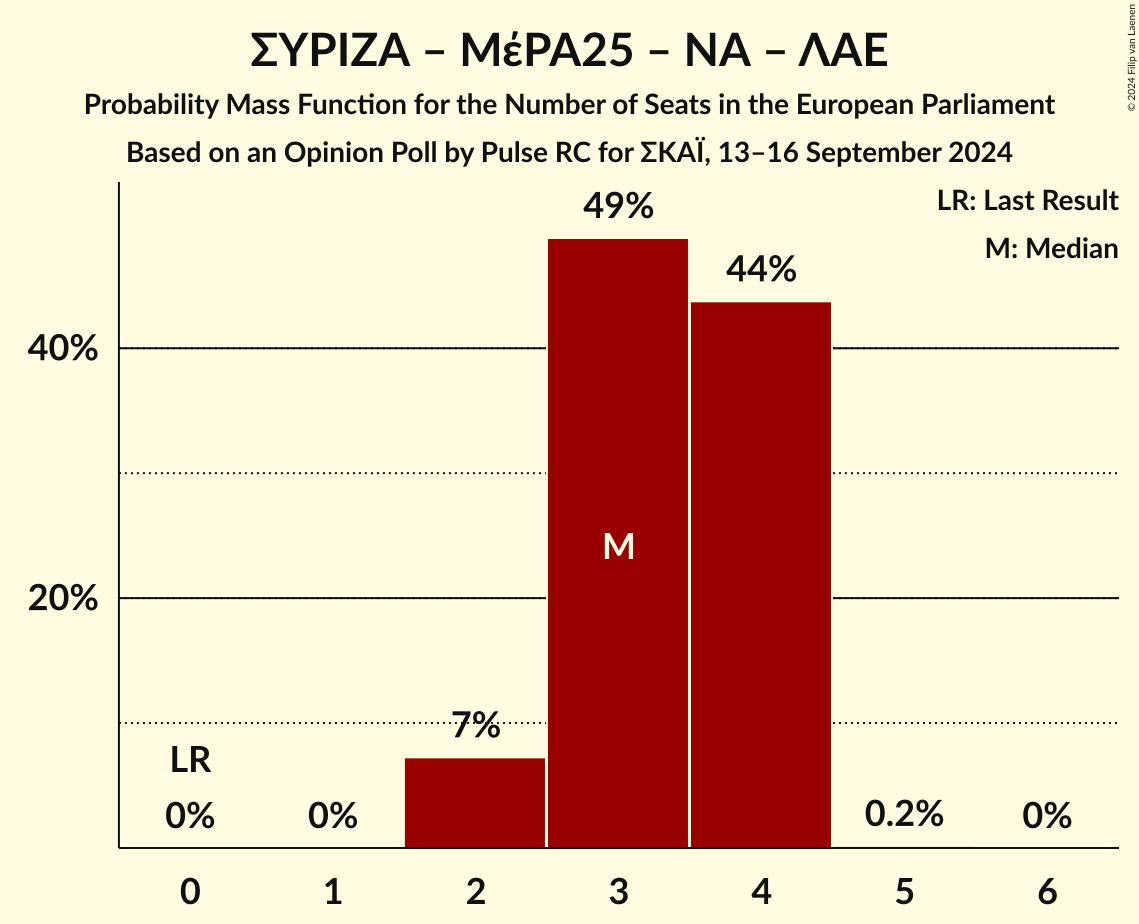 ΣΥΡΙΖΑ – ΜέΡΑ25 – ΝΑ – ΛΑΕ
Probability Mass Function for the Number of Seats in the European Parliament
Based on an Opinion Poll by Pulse RC for ΣΚΑΪ, 13–16 September 2024
© 2024 Filip van Laenen
LR: Last Result
M: Median
49%
44%
40%
M
20%
7%
LR
0%
0%
0.2%
0%
0
1
2
3
4
5
6